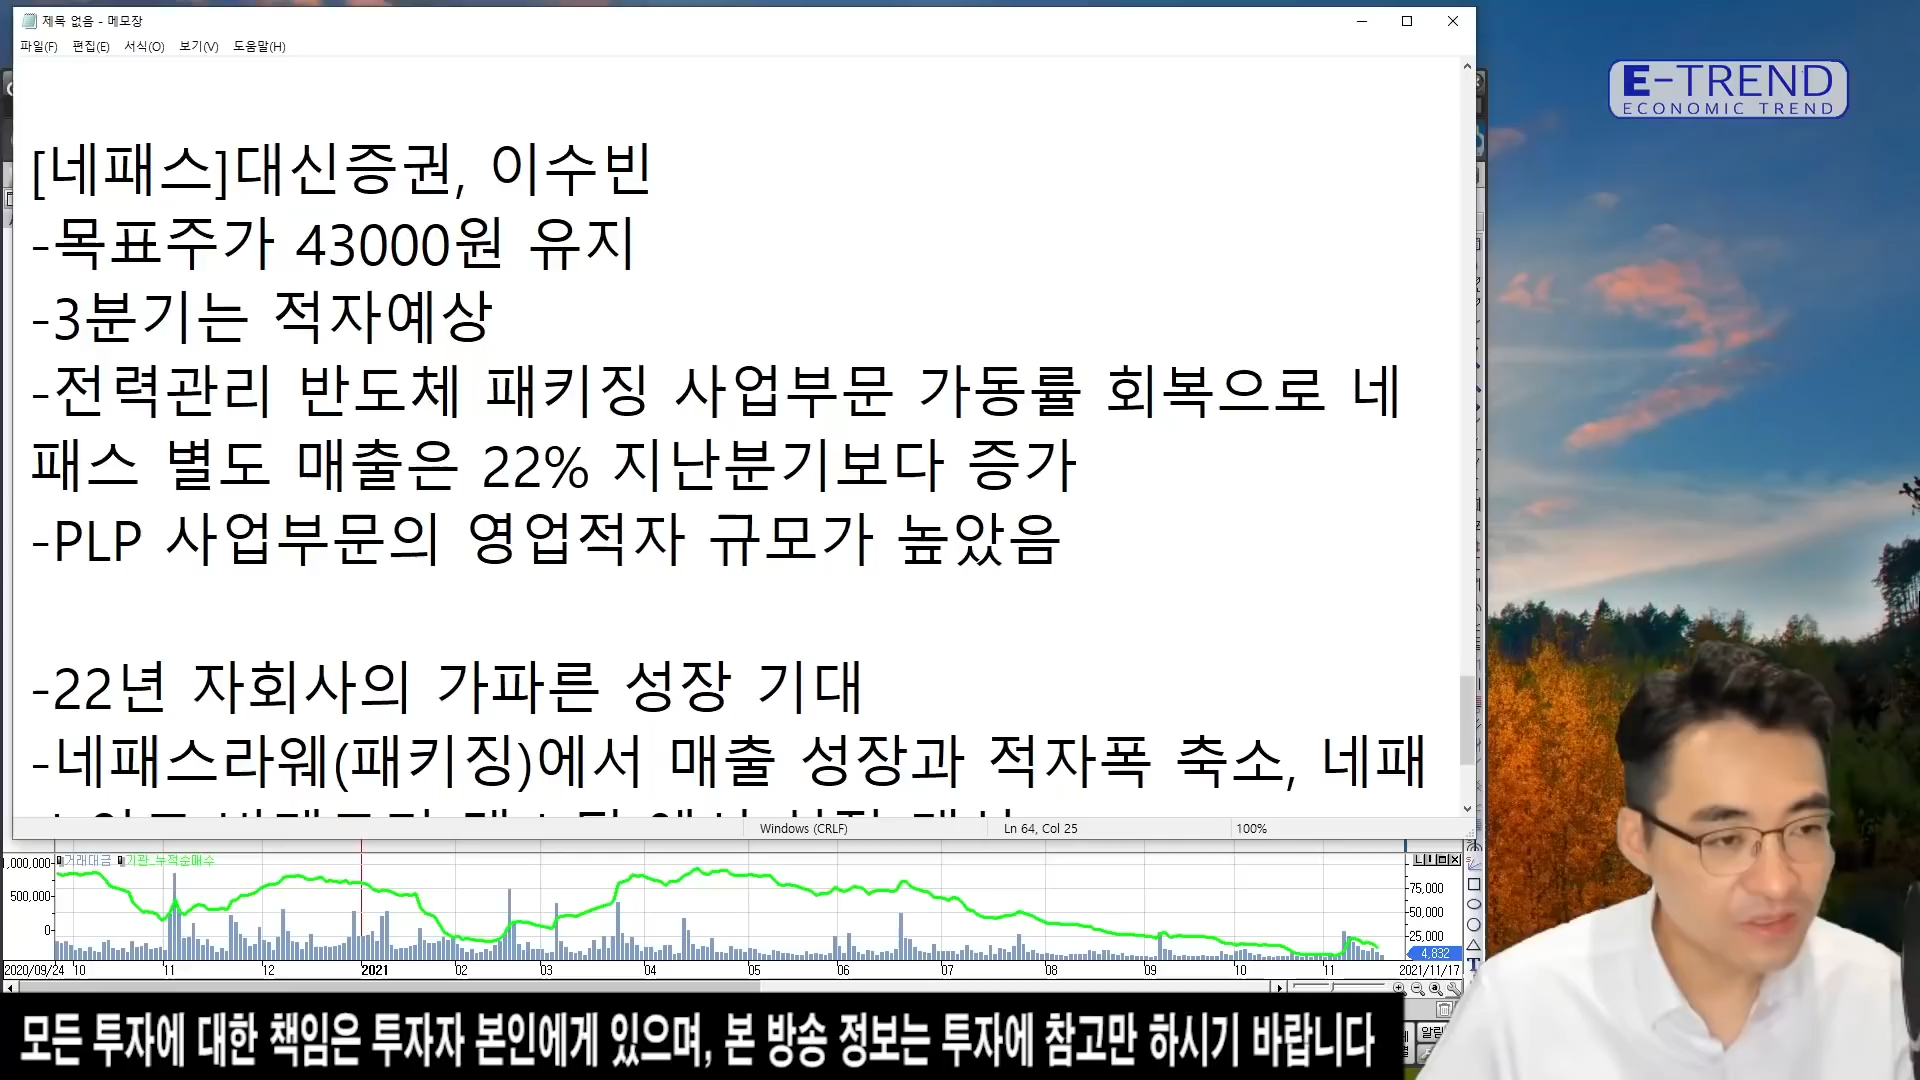 제목 없음 - 메모장
파일(F) 편집(E) 서식(O) 보기(V) 도움말(H)
E-TREND
ECONOMIC TREND
[네패스]대신증권, 이수빈
-목표주가 43000원 유지
-3분기는 적자예상
-전력관리 반도체 패키징 사업부문 가동률 회복으로 네
패스 별도 매출은 22% 지난분기보다 증가
-PLP 사업부문의 영업적자 규모가 높았음
-22년 자회사의 가파른 성장 기대
-네패스라웨(패키징)에서 매출 성장과 적자폭 축소, 네패
Windows (CRLF) Ln 64, Col 25 100%
거래대금 기관_누적순매수
1,000,000
500,000
0
75,000
50,000
25,000
4,832
2020/09/24 10 11 12 2021 02 03 04 05 06 07 08 09 10 11 2021/11/17
알림
모든 투자에 대한 책임은 투자자 본인에게 있으며, 본 방송 정보는 투자에 참고만 하시기 바랍니다